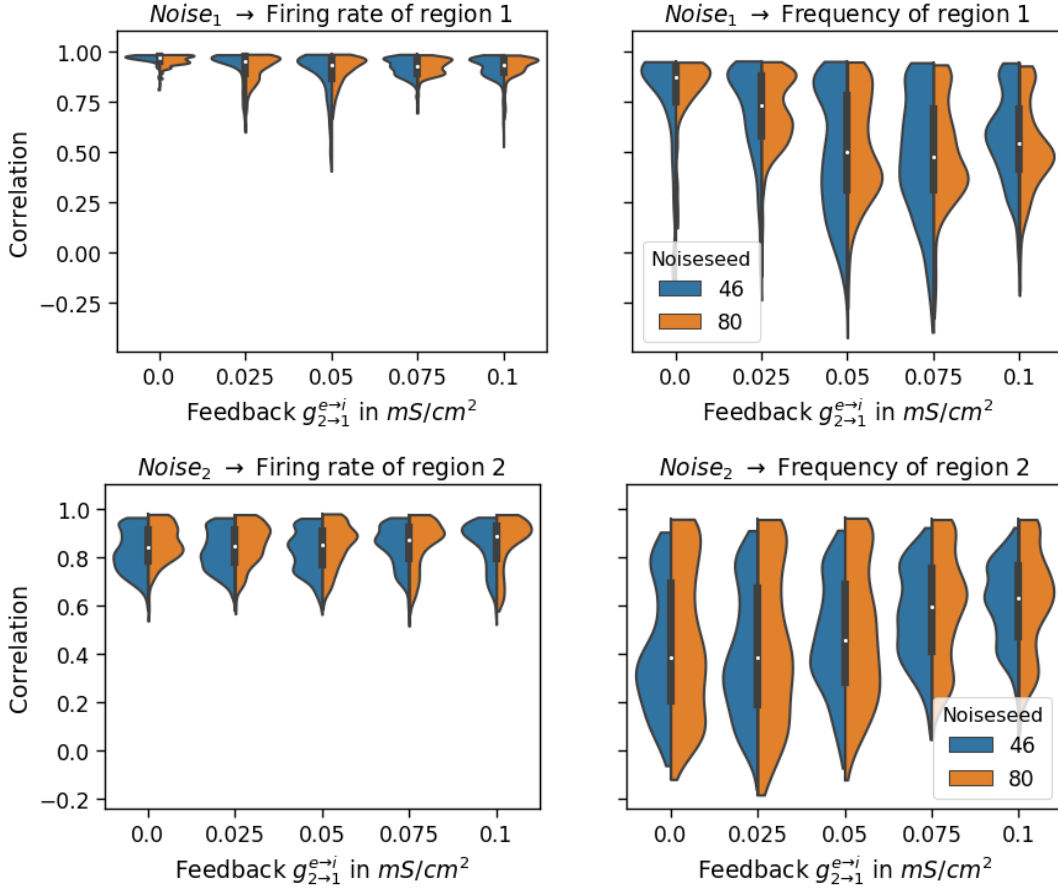 Noise₁ → Firing rate of region 1
Noise₁ → Frequency of region 1
Correlation
1.00
0.75
0.50
0.25
0.00
−0.25
0.0 0.025 0.05 0.075 0.1
Feedback g₂→₁ᵉ→ⁱ in mS/cm²
Noiseseed
46
80
0.0 0.025 0.05 0.075 0.1
Feedback g₂→₁ᵉ→ⁱ in mS/cm²
Noise₂ → Firing rate of region 2
Noise₂ → Frequency of region 2
Correlation
1.0
0.8
0.6
0.4
0.2
0.0
−0.2
0.0 0.025 0.05 0.075 0.1
Feedback g₂→₁ᵉ→ⁱ in mS/cm²
Noiseseed
46
80
0.0 0.025 0.05 0.075 0.1
Feedback g₂→₁ᵉ→ⁱ in mS/cm²